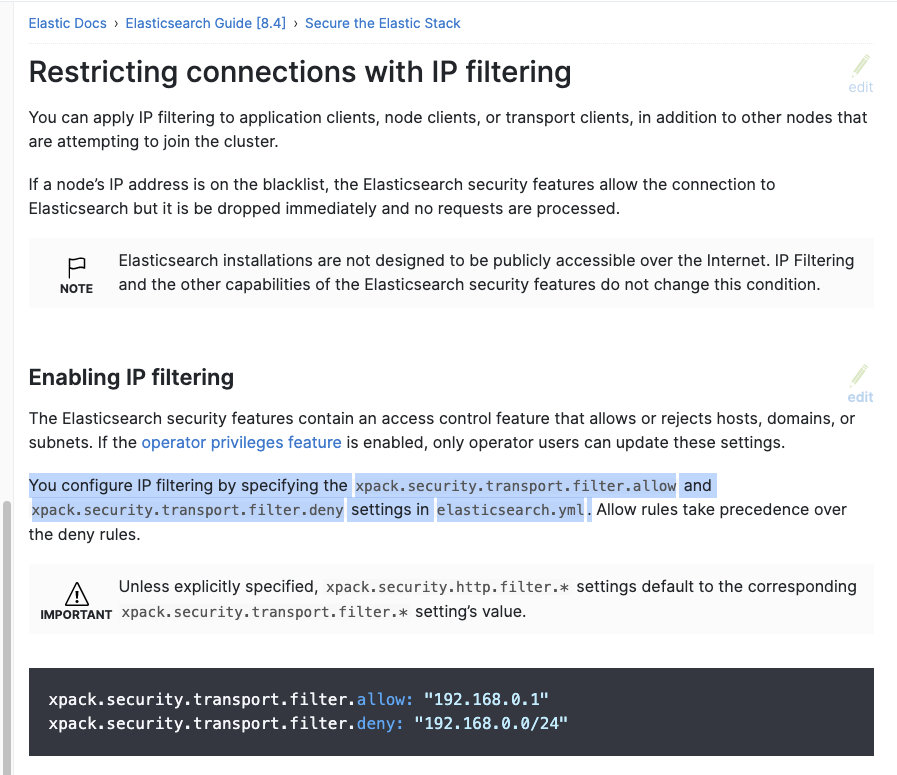 Elastic Docs › Elasticsearch Guide [8.4] › Secure the Elastic Stack
Restricting connections with IP filtering
edit
You can apply IP filtering to application clients, node clients, or transport clients, in addition to other nodes that
are attempting to join the cluster.
If a node’s IP address is on the blacklist, the Elasticsearch security features allow the connection to
Elasticsearch but it is be dropped immediately and no requests are processed.
NOTE
Elasticsearch installations are not designed to be publicly accessible over the Internet. IP Filtering
and the other capabilities of the Elasticsearch security features do not change this condition.
Enabling IP filtering
edit
The Elasticsearch security features contain an access control feature that allows or rejects hosts, domains, or
subnets. If the operator privileges feature is enabled, only operator users can update these settings.
You configure IP filtering by specifying the xpack.security.transport.filter.allow and
xpack.security.transport.filter.deny settings in elasticsearch.yml. Allow rules take precedence over
the deny rules.
IMPORTANT
Unless explicitly specified, xpack.security.http.filter.* settings default to the corresponding
xpack.security.transport.filter.* setting’s value.
xpack.security.transport.filter.allow: "192.168.0.1"
xpack.security.transport.filter.deny: "192.168.0.0/24"